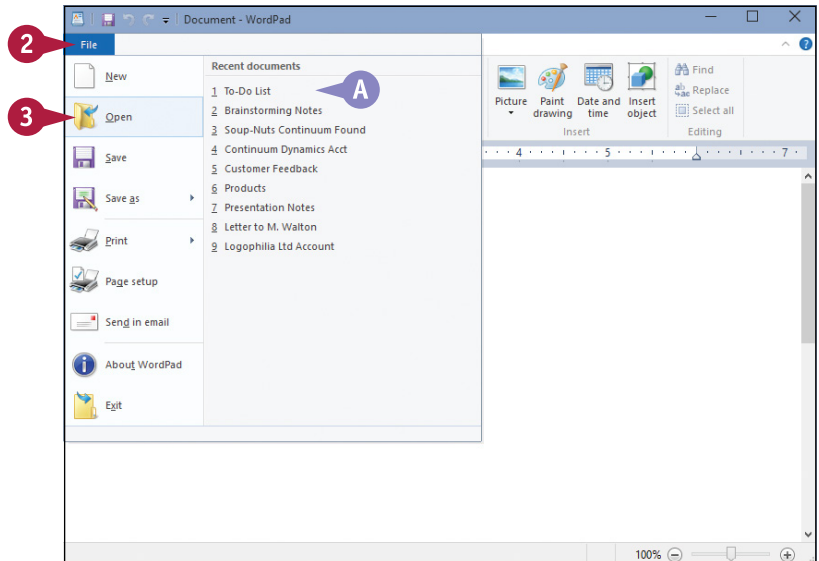 Document - WordPad
2
File
New
Recent documents
1 To-Do List
A
2 Brainstorming Notes
3 Soup-Nuts Continuum Found
4 Continuum Dynamics Acct
5 Customer Feedback
6 Products
7 Presentation Notes
8 Letter to M. Walton
9 Logophilia Ltd Account
3
Open
Save
Save as
Print
Page setup
Send in email
About WordPad
Exit
Picture
Paint drawing
Date and time
Insert object
Insert
Find
Replace
Select all
Editing
4 5 7
100%